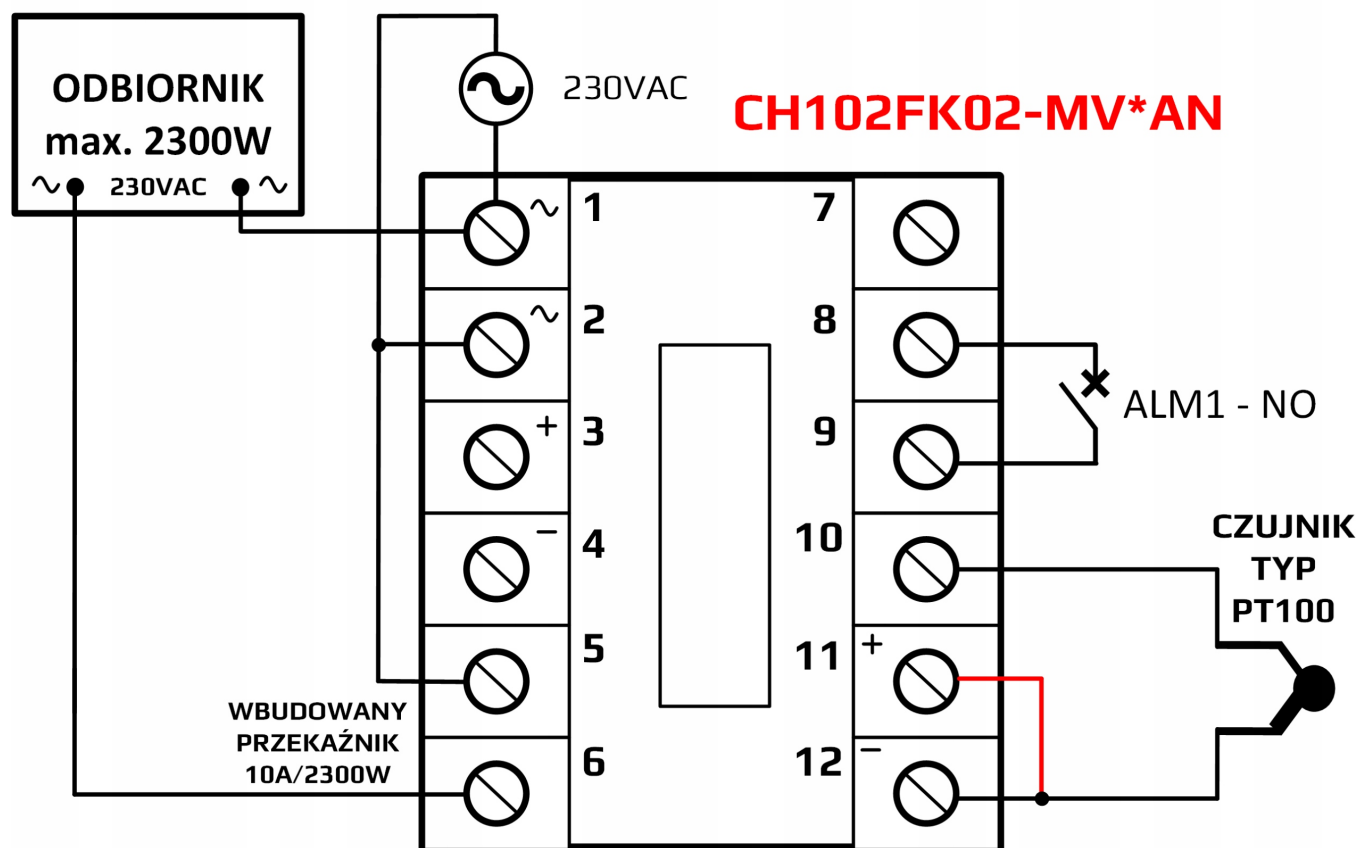 ODBIORNIK
max. 2300W
230VAC
230VAC
CH102FK02-MV*AN
1
2
+ 3
− 4
5
6
WBUDOWANY
PRZEKAŹNIK
10A/2300W
7
8
9
10
11 +
12 −
ALM1 - NO
CZUJNIK
TYP
PT100